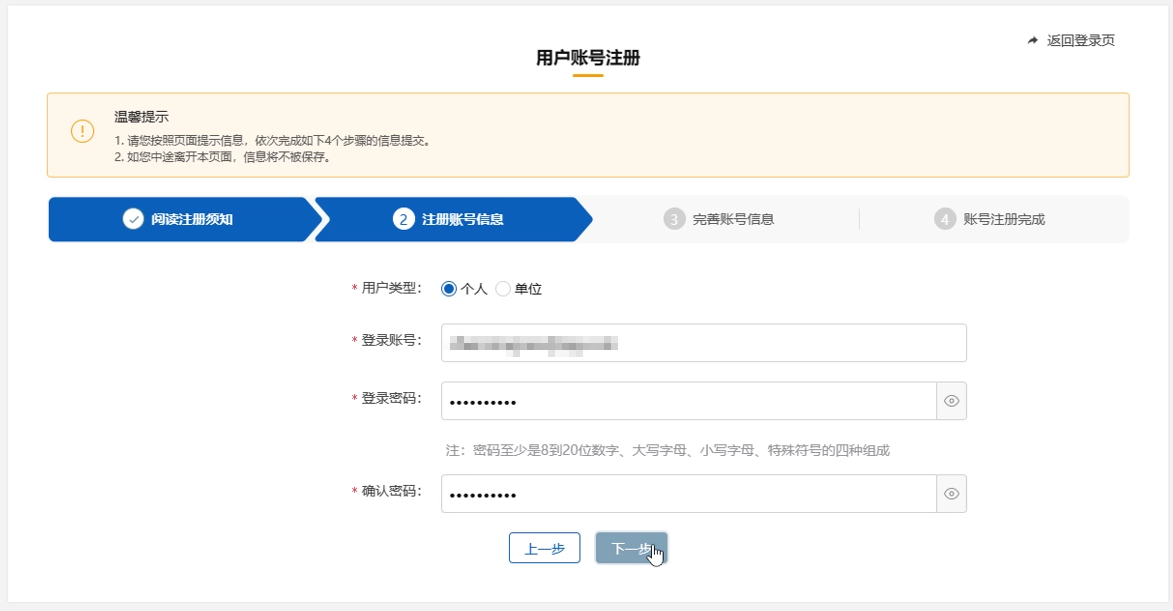 返回登录页
用户账号注册
温馨提示
1. 请您按照页面提示信息，依次完成如下4个步骤的信息提交。
2. 如您中途离开本页面，信息将不被保存。
阅读注册须知
2 注册账号信息
3 完善账号信息
4 账号注册完成
* 用户类型： 个人 单位
* 登录账号：
* 登录密码： ••••••••••
注：密码至少是8到20位数字、大写字母、小写字母、特殊符号的四种组成
* 确认密码： ••••••••••
上一步 下一步